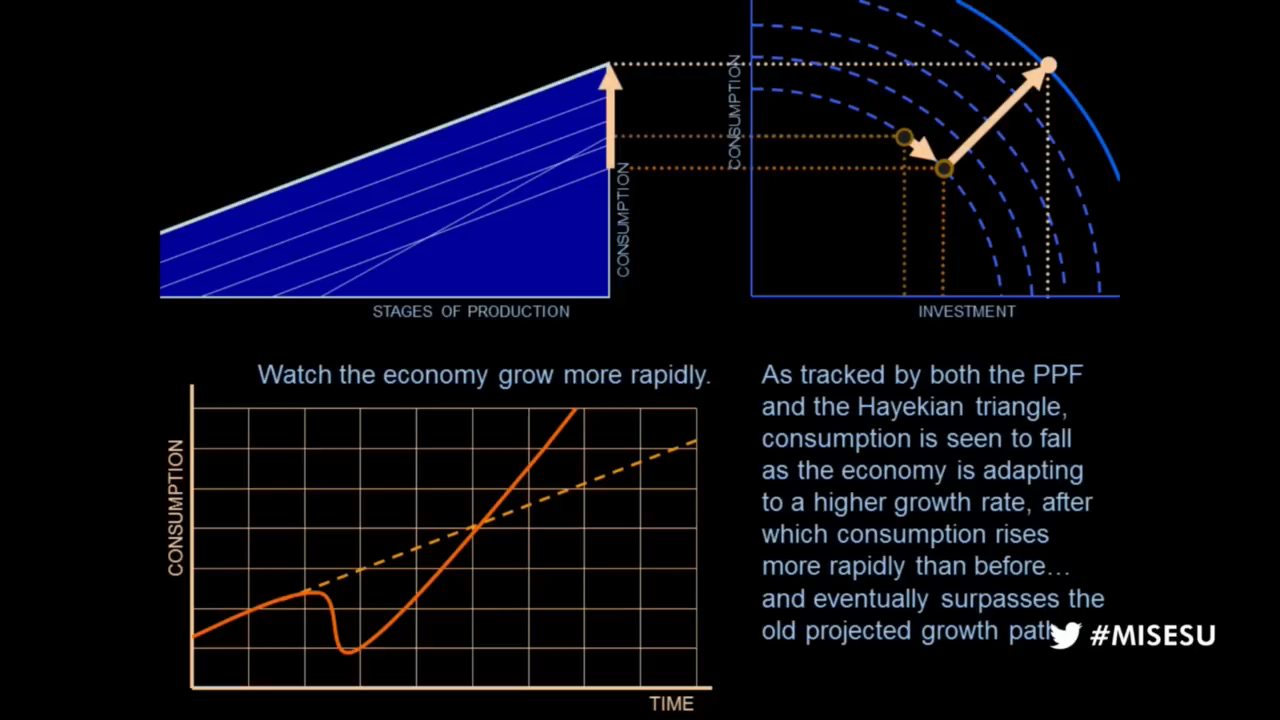 CONSUMPTION
CONSUMPTION
STAGES OF PRODUCTION
INVESTMENT
Watch the economy grow more rapidly.
CONSUMPTION
TIME
As tracked by both the PPF
and the Hayekian triangle,
consumption is seen to fall
as the economy is adapting
to a higher growth rate, after
which consumption rises
more rapidly than before…
and eventually surpasses the
old projected growth path
#MISESU